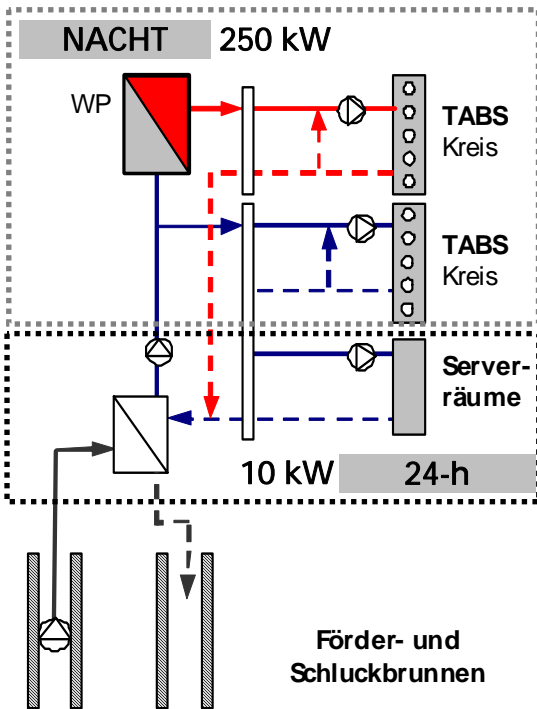 NACHT 250 kW
WP
TABS
Kreis
TABS
Kreis
Server-
räume
10 kW 24-h
Förder- und
Schluckbrunnen